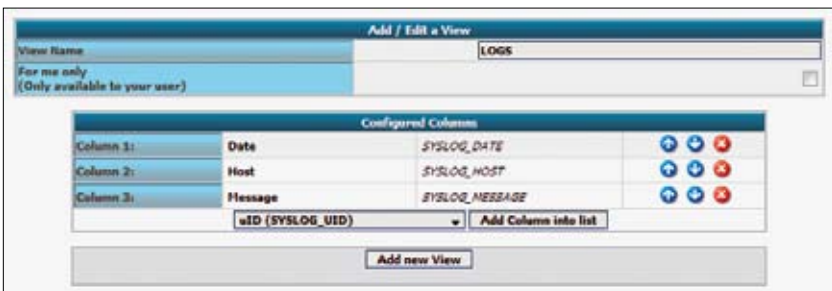 Add / Edit a View
View Name LOGS
For me only
(Only available to your user)
Configured Columns
Column 1: Date SYSLOG_DATE
Column 2: Host SYSLOG_HOST
Column 3: Message SYSLOG_MESSAGE
uID (SYSLOG_UID) Add Column into list
Add new View